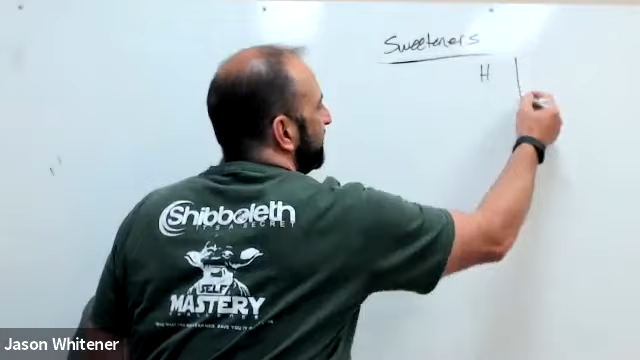 Sweeteners
H
Shibboleth
IT'S A SECRET
SELF
MASTERY
Jason Whitener